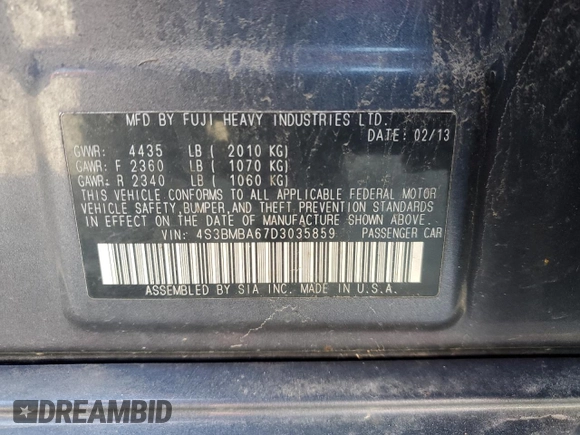 MFD BY FUJI HEAVY INDUSTRIES LTD.
DATE: 02/13
GVWR: 4435 LB ( 2010 KG)
GAWR: F 2360 LB ( 1070 KG)
GAWR: R 2340 LB ( 1060 KG)
THIS VEHICLE CONFORMS TO ALL APPLICABLE FEDERAL MOTOR
VEHICLE SAFETY, BUMPER, AND THEFT PREVENTION STANDARDS
IN EFFECT ON THE DATE OF MANUFACTURE SHOWN ABOVE.
VIN: 4S3BMBA67D3035859 PASSENGER CAR
ASSEMBLED BY SIA INC. MADE IN U.S.A.
DREAMBID